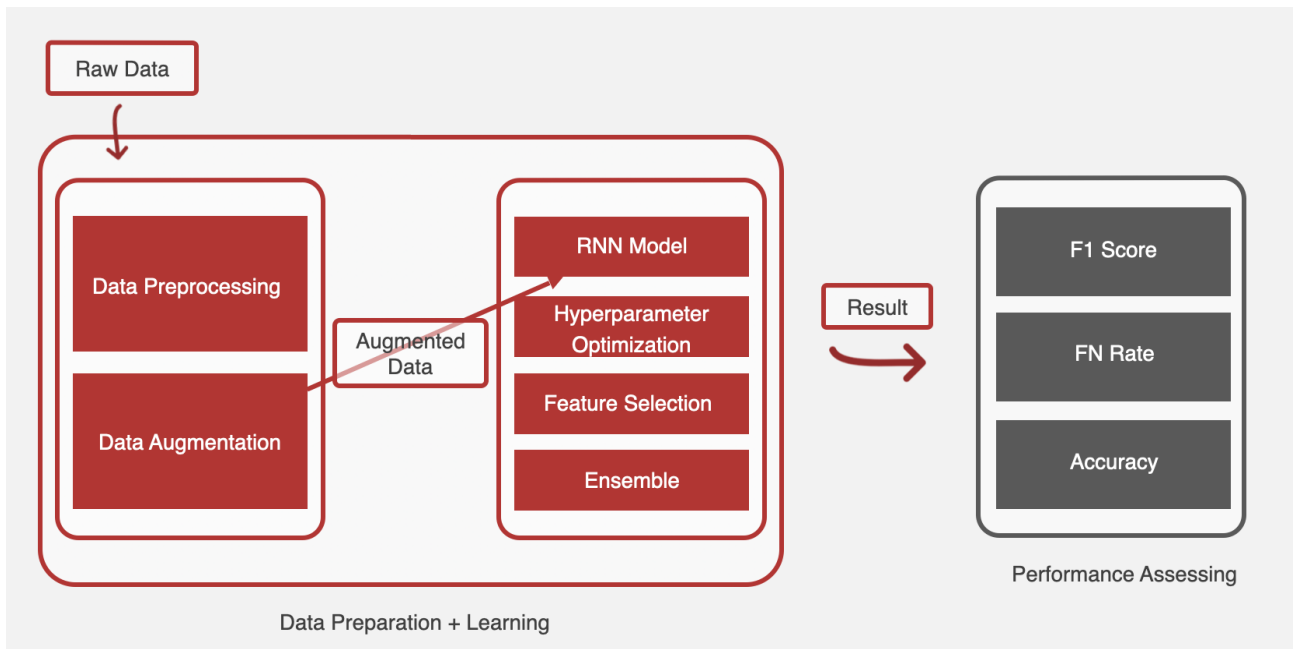 Raw Data
Data Preprocessing
Data Augmentation
Augmented
Data
RNN Model
Hyperparameter
Optimization
Feature Selection
Ensemble
Data Preparation + Learning
Result
F1 Score
FN Rate
Accuracy
Performance Assessing